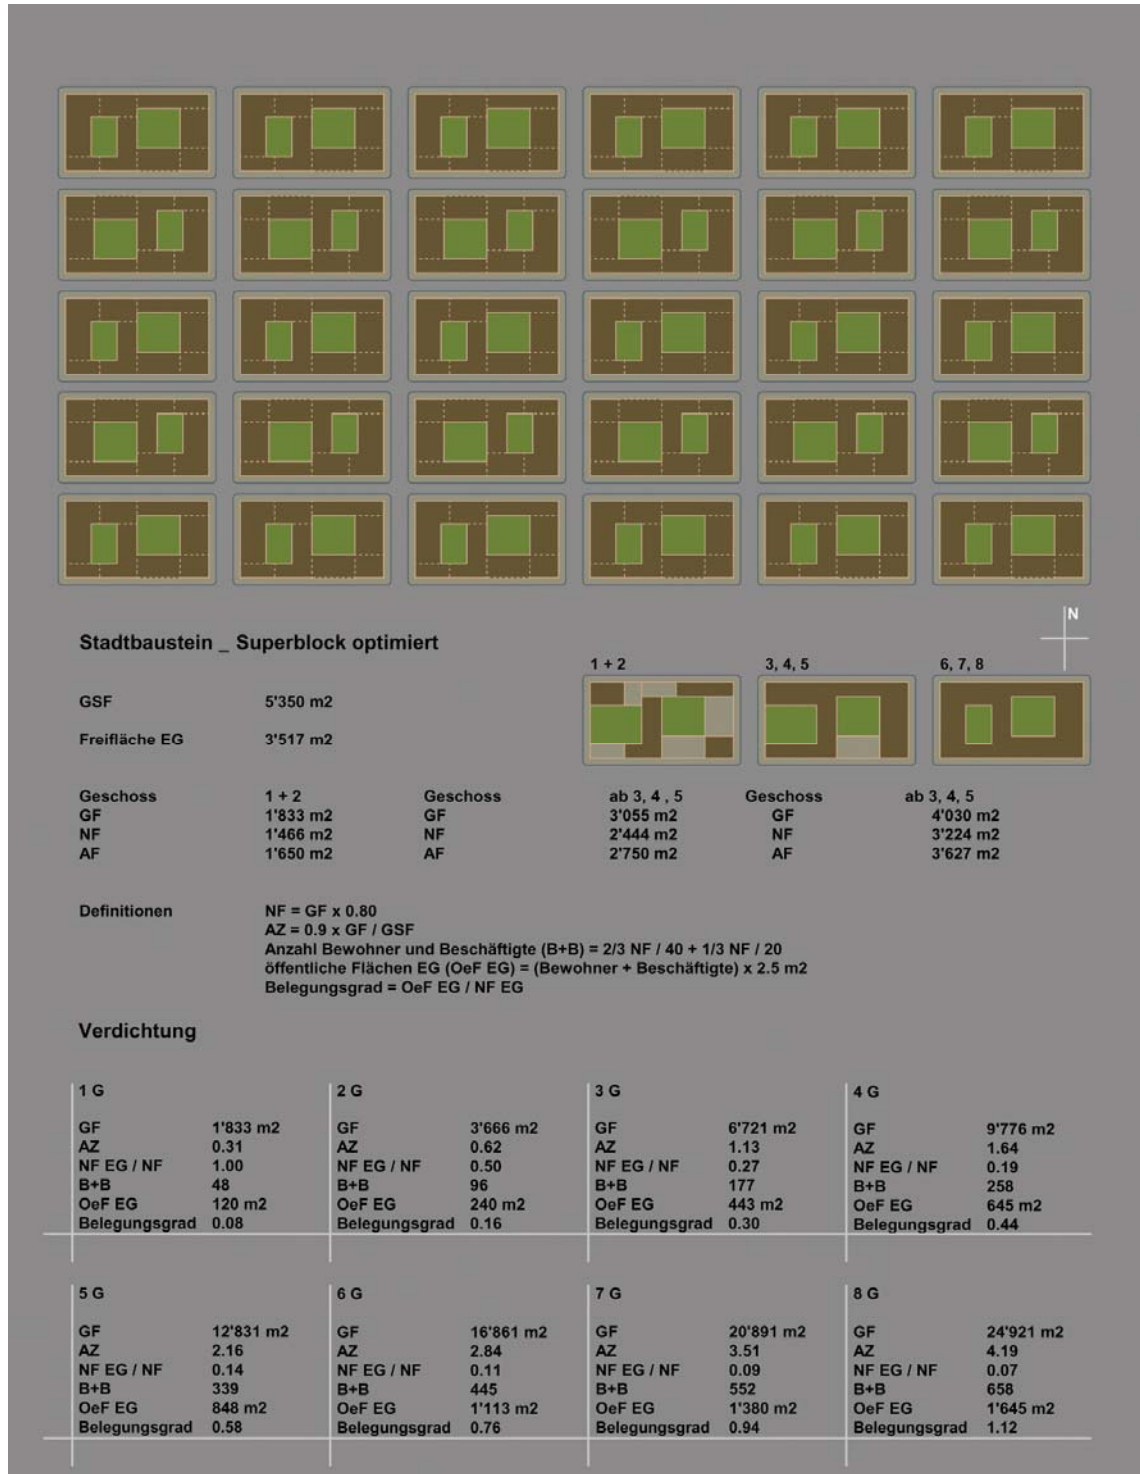 N
Stadtbaustein _ Superblock optimiert
1 + 2 3, 4, 5 6, 7, 8
GSF 5'350 m2
Freifläche EG 3'517 m2
Geschoss 1 + 2 Geschoss ab 3, 4 , 5 Geschoss ab 3, 4, 5
GF 1'833 m2 GF 3'055 m2 GF 4'030 m2
NF 1'466 m2 NF 2'444 m2 NF 3'224 m2
AF 1'650 m2 AF 2'750 m2 AF 3'627 m2
Definitionen NF = GF x 0.80
AZ = 0.9 x GF / GSF
Anzahl Bewohner und Beschäftigte (B+B) = 2/3 NF / 40 + 1/3 NF / 20
öffentliche Flächen EG (OeF EG) = (Bewohner + Beschäftigte) x 2.5 m2
Belegungsgrad = OeF EG / NF EG
Verdichtung
1 G 2 G 3 G 4 G
GF 1'833 m2 GF 3'666 m2 GF 6'721 m2 GF 9'776 m2
AZ 0.31 AZ 0.62 AZ 1.13 AZ 1.64
NF EG / NF 1.00 NF EG / NF 0.50 NF EG / NF 0.27 NF EG / NF 0.19
B+B 48 B+B 96 B+B 177 B+B 258
OeF EG 120 m2 OeF EG 240 m2 OeF EG 443 m2 OeF EG 645 m2
Belegungsgrad 0.08 Belegungsgrad 0.16 Belegungsgrad 0.30 Belegungsgrad 0.44
5 G 6 G 7 G 8 G
GF 12'831 m2 GF 16'861 m2 GF 20'891 m2 GF 24'921 m2
AZ 2.16 AZ 2.84 AZ 3.51 AZ 4.19
NF EG / NF 0.14 NF EG / NF 0.11 NF EG / NF 0.09 NF EG / NF 0.07
B+B 339 B+B 445 B+B 552 B+B 658
OeF EG 848 m2 OeF EG 1'113 m2 OeF EG 1'380 m2 OeF EG 1'645 m2
Belegungsgrad 0.58 Belegungsgrad 0.76 Belegungsgrad 0.94 Belegungsgrad 1.12